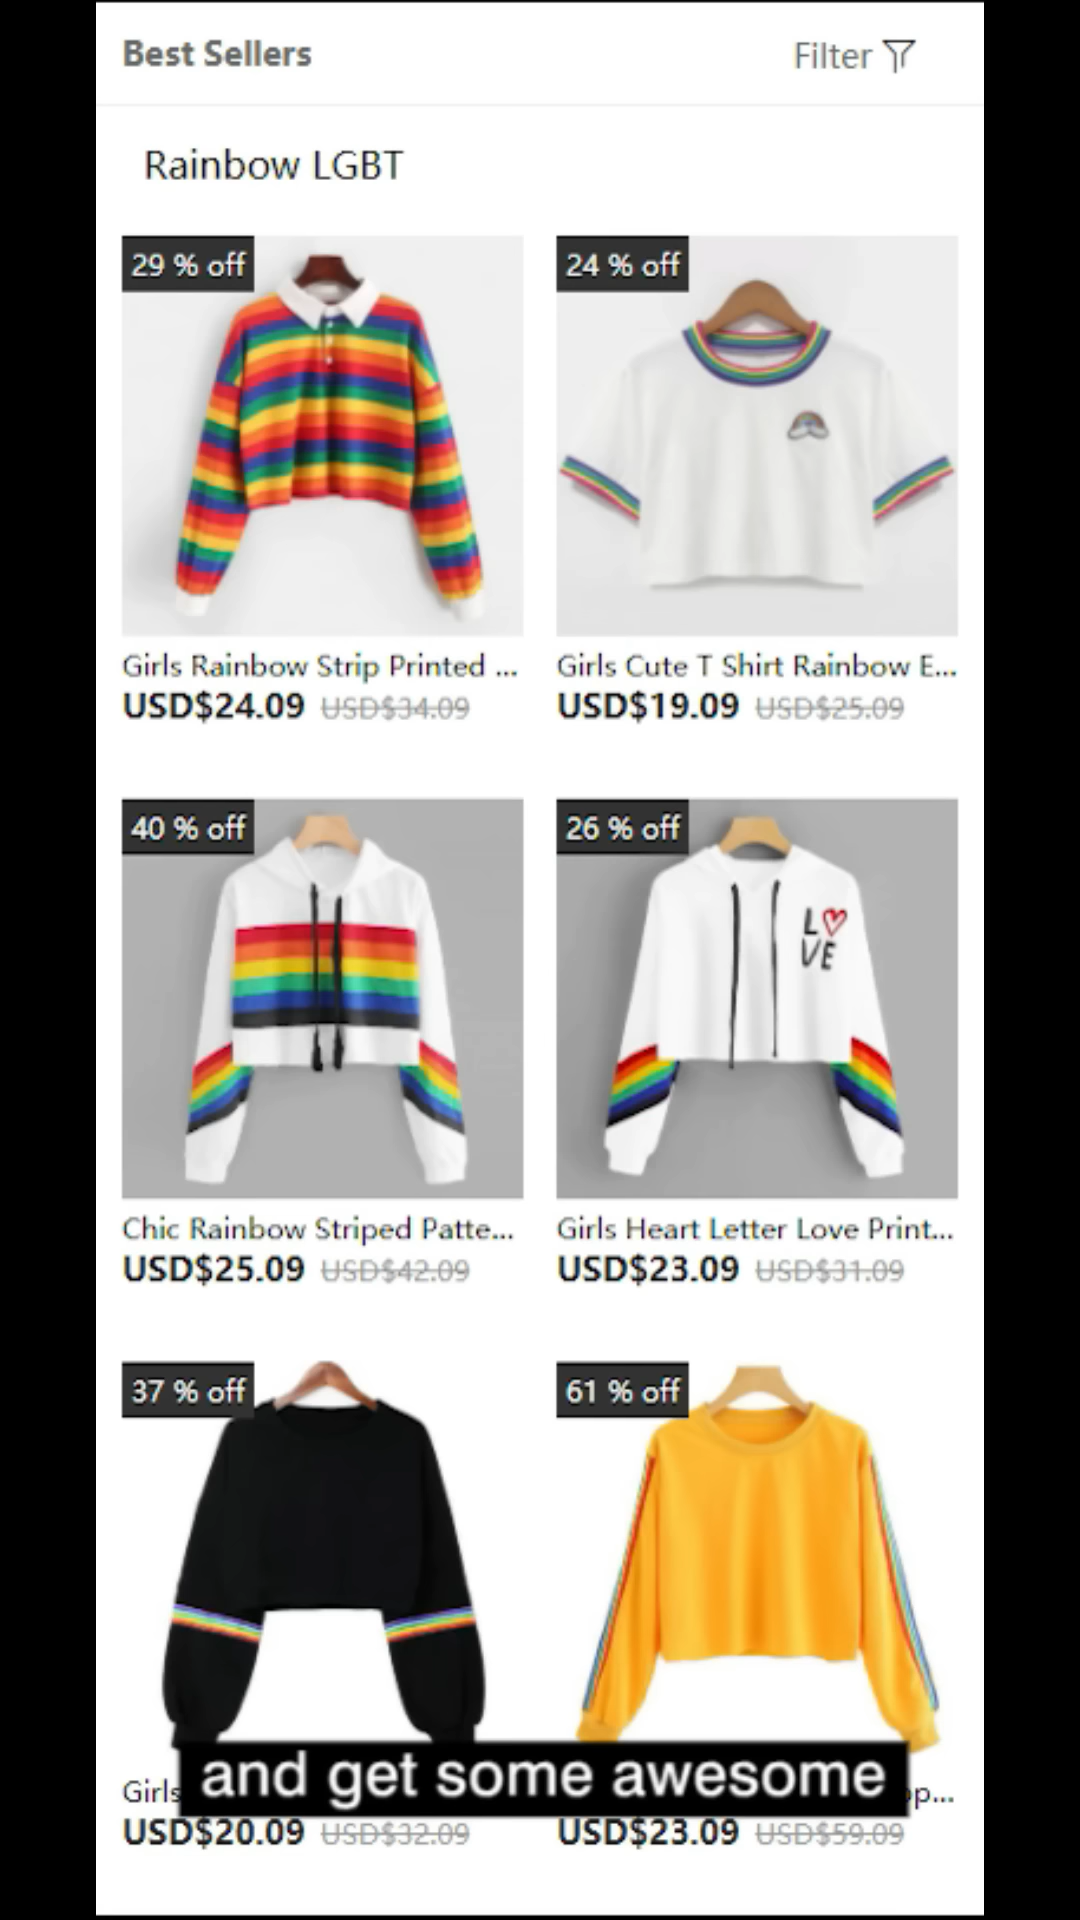 Best Sellers
Filter
Rainbow LGBT
29 % off
24 % off
Girls Rainbow Strip Printed ...
Girls Cute T Shirt Rainbow E...
USD$24.09 USD$34.09
USD$19.09 USD$25.09
40 % off
26 % off
LO
VE
Chic Rainbow Striped Patte...
Girls Heart Letter Love Print...
USD$25.09 USD$42.09
USD$23.09 USD$31.09
37 % off
61 % off
and get some awesome
Girls
op...
USD$20.09 USD$32.09
USD$23.09 USD$59.09